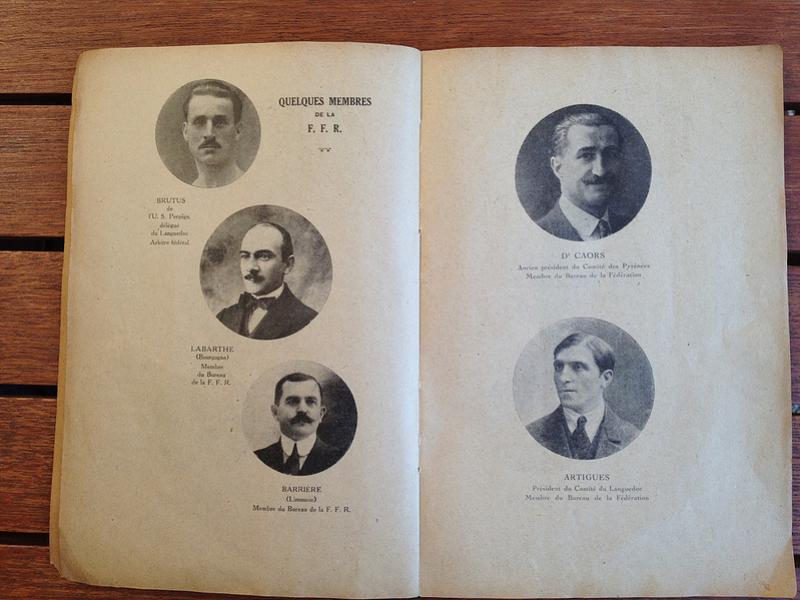 QUELQUES MEMBRES
DE LA
F. F. R.
BRUTUS
de
l'U. S. Perpign.
délégué
du Languedoc
Arbitre fédéral
LABARTHE
(Bourgogne)
Membre
du Bureau
de la F. F. R.
BARRIÈRE
(Limousin)
Membre du Bureau de la F. F. R.
Dr CAORS
Ancien président du Comité des Pyrénées
Membre du Bureau de la Fédération
ARTIGUES
Président du Comité du Languedoc
Membre du Bureau de la Fédération